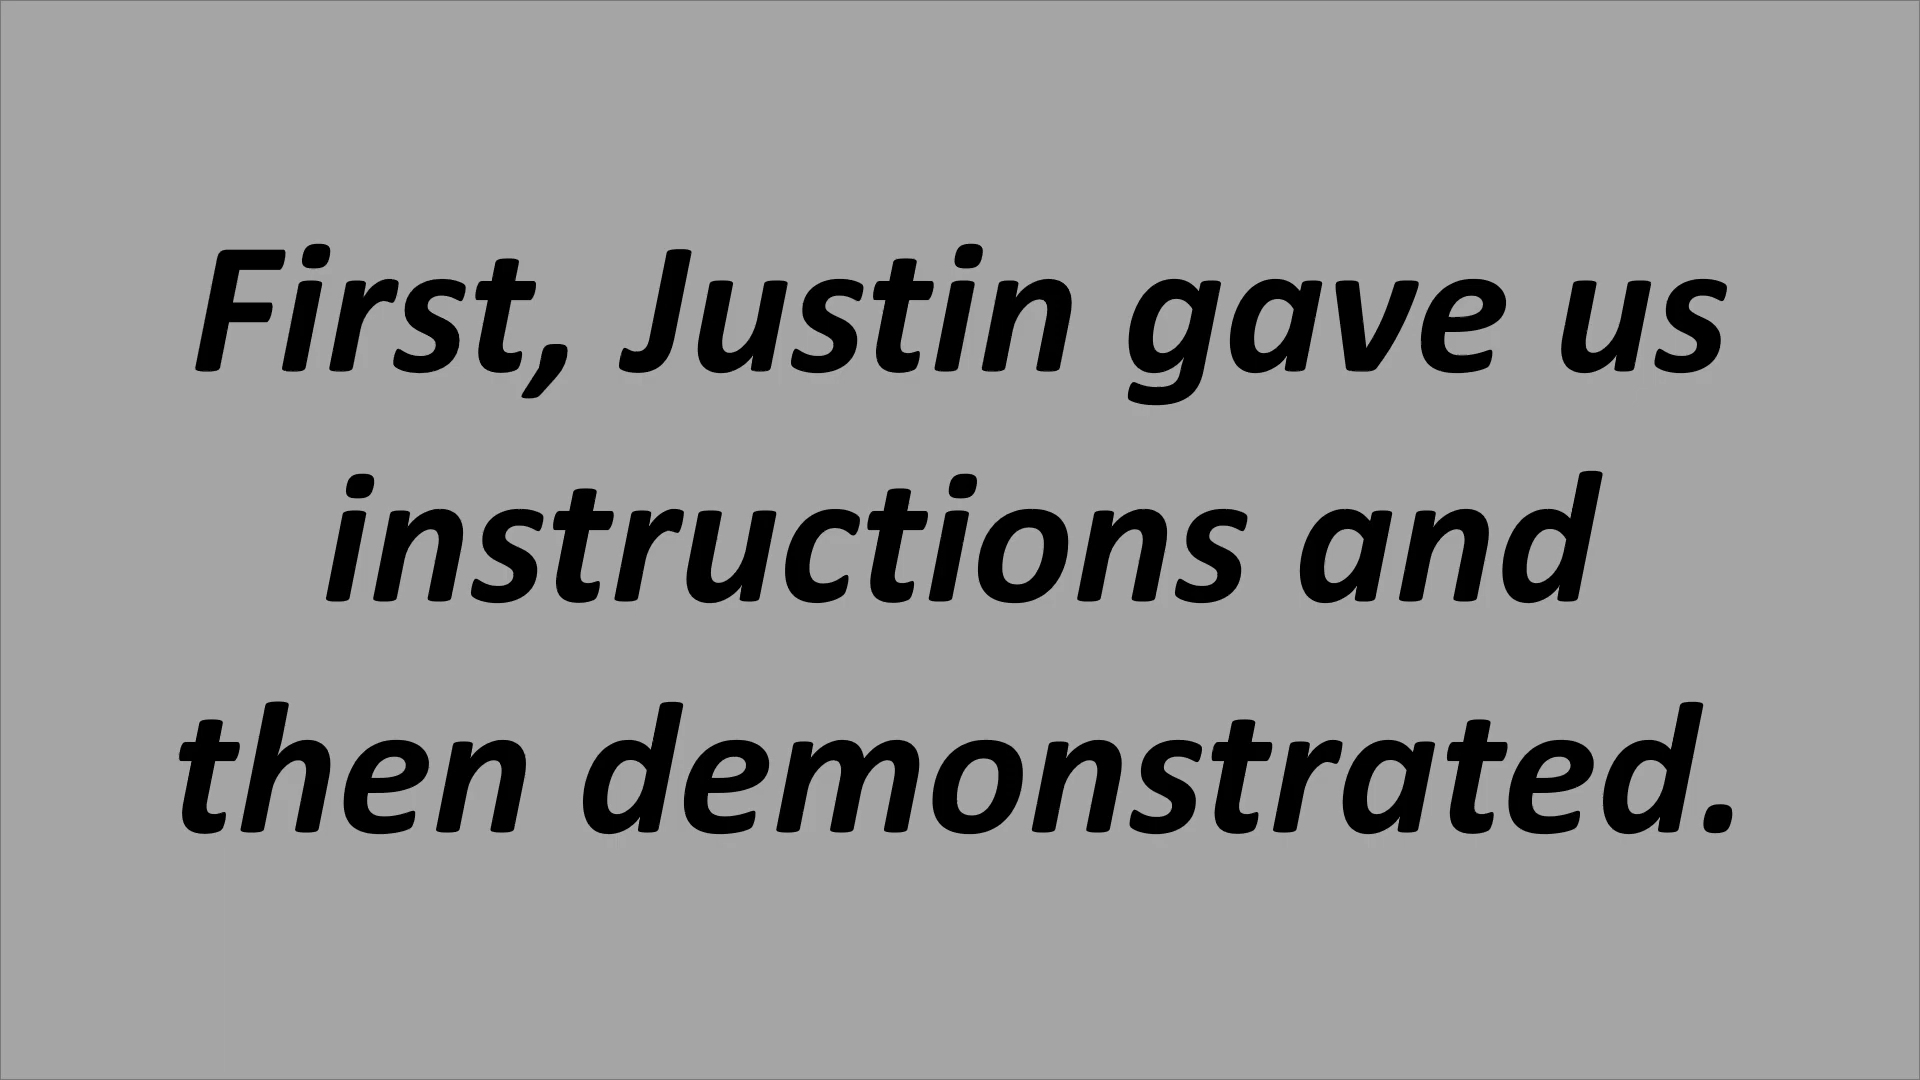 First, Justin gave us
instructions and
then demonstrated.